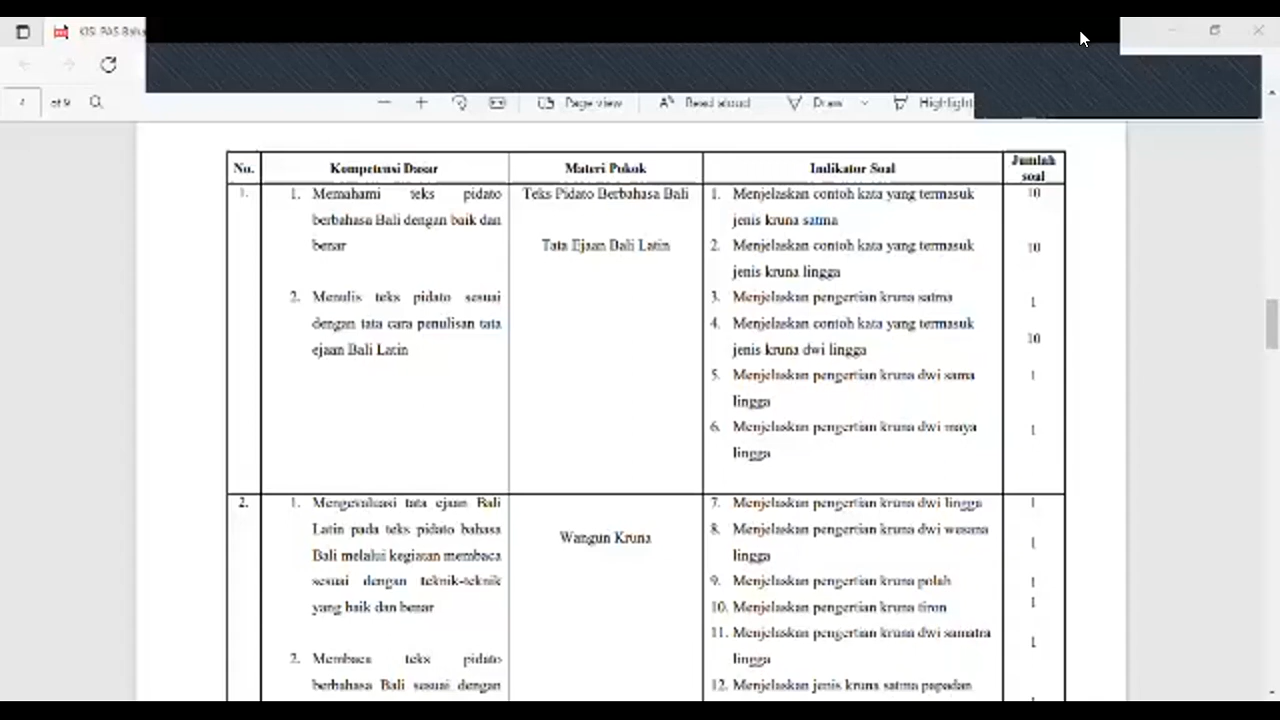 KISI PAS Baha
of 9
Page view
Read aloud
Draw
Highlight
No.
Kompetensi Dasar
Materi Pokok
Indikator Soal
Jumlah
soal
1.
1. Memahami teks pidato
berbahasa Bali dengan baik dan
benar
2. Menulis teks pidato sesuai
dengan tata cara penulisan tata
ejaan Bali Latin
Teks Pidato Berbahasa Bali
Tata Ejaan Bali Latin
1. Menjelaskan contoh kata yang termasuk
jenis kruna satma
2. Menjelaskan contoh kata yang termasuk
jenis kruna lingga
3. Menjelaskan pengertian kruna satma
4. Menjelaskan contoh kata yang termasuk
jenis kruna dwi lingga
5. Menjelaskan pengertian kruna dwi sama
lingga
6. Menjelaskan pengertian kruna dwi maya
lingga
10
10
1
10
1
1
2.
1. Mengevaluasi tata ejaan Bali
Latin pada teks pidato bahasa
Bali melalui kegiatan membaca
sesuai dengan teknik-teknik
yang baik dan benar
2. Membaca teks pidato
berbahasa Bali sesuai dengan
Wangun Kruna
7. Menjelaskan pengertian kruna dwi lingga
8. Menjelaskan pengertian kruna dwi wesana
lingga
9. Menjelaskan pengertian kruna polah
10. Menjelaskan pengertian kruna tiron
11. Menjelaskan pengertian kruna dwi samatra
lingga
12. Menjelaskan jenis kruna satma papadan
1
1
1
1
1